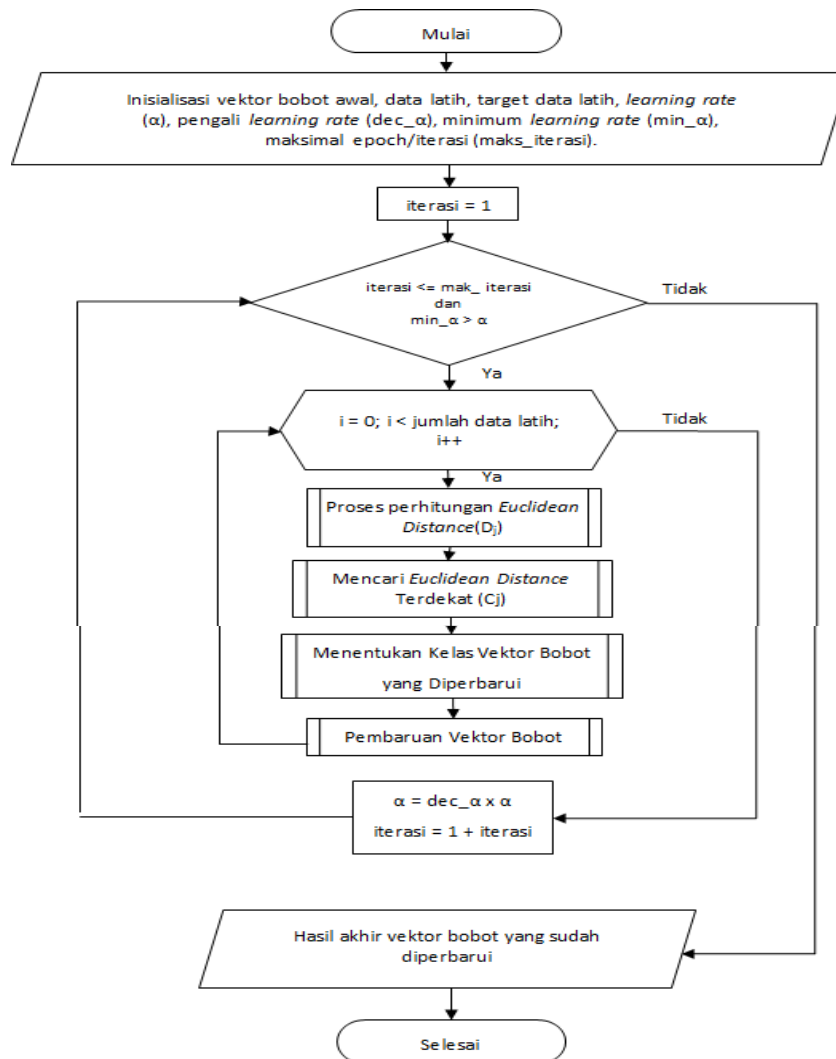 Mulai
Inisialisasi vektor bobot awal, data latih, target data latih, learning rate
(α), pengali learning rate (dec_α), minimum learning rate (min_α),
maksimal epoch/iterasi (maks_iterasi).
iterasi = 1
iterasi <= mak_ iterasi
dan
min_α > α
Tidak
Ya
i = 0; i < jumlah data latih;
i++
Tidak
Ya
Proses perhitungan Euclidean
Distance(Dj)
Mencari Euclidean Distance
Terdekat (Cj)
Menentukan Kelas Vektor Bobot
yang Diperbarui
Pembaruan Vektor Bobot
α = dec_α x α
iterasi = 1 + iterasi
Hasil akhir vektor bobot yang sudah
diperbarui
Selesai